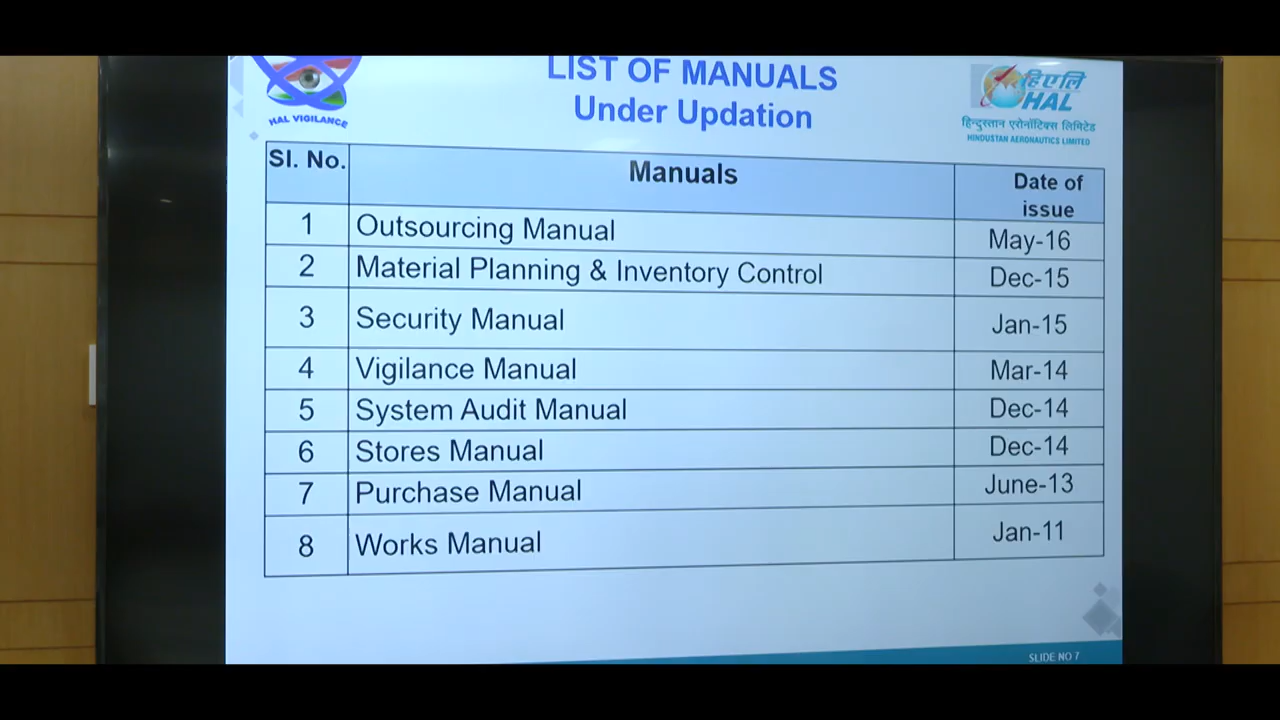 LIST OF MANUALS
Under Updation
HAL VIGILANCE
हिएलि
HAL
हिन्दुस्तान एरोनॉटिक्स लिमिटेड
HINDUSTAN AERONAUTICS LIMITED
Sl. No. Manuals Date of issue
1 Outsourcing Manual May-16
2 Material Planning & Inventory Control Dec-15
3 Security Manual Jan-15
4 Vigilance Manual Mar-14
5 System Audit Manual Dec-14
6 Stores Manual Dec-14
7 Purchase Manual June-13
8 Works Manual Jan-11
SLIDE NO 7